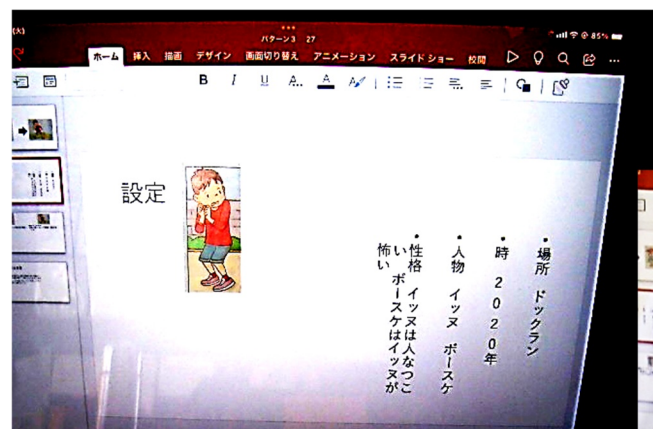 (火)
パターン3 27
85%
ホーム 挿入 描画 デザイン 画面切り替え アニメーション スライド ショー 校閲
B I U A... A
設定
• 場所 ドックラン
• 時 2020年
• 人物 イッヌ ボースケ
• 性格 イッヌは人なつこ
い ボースケはイッヌが
怖い